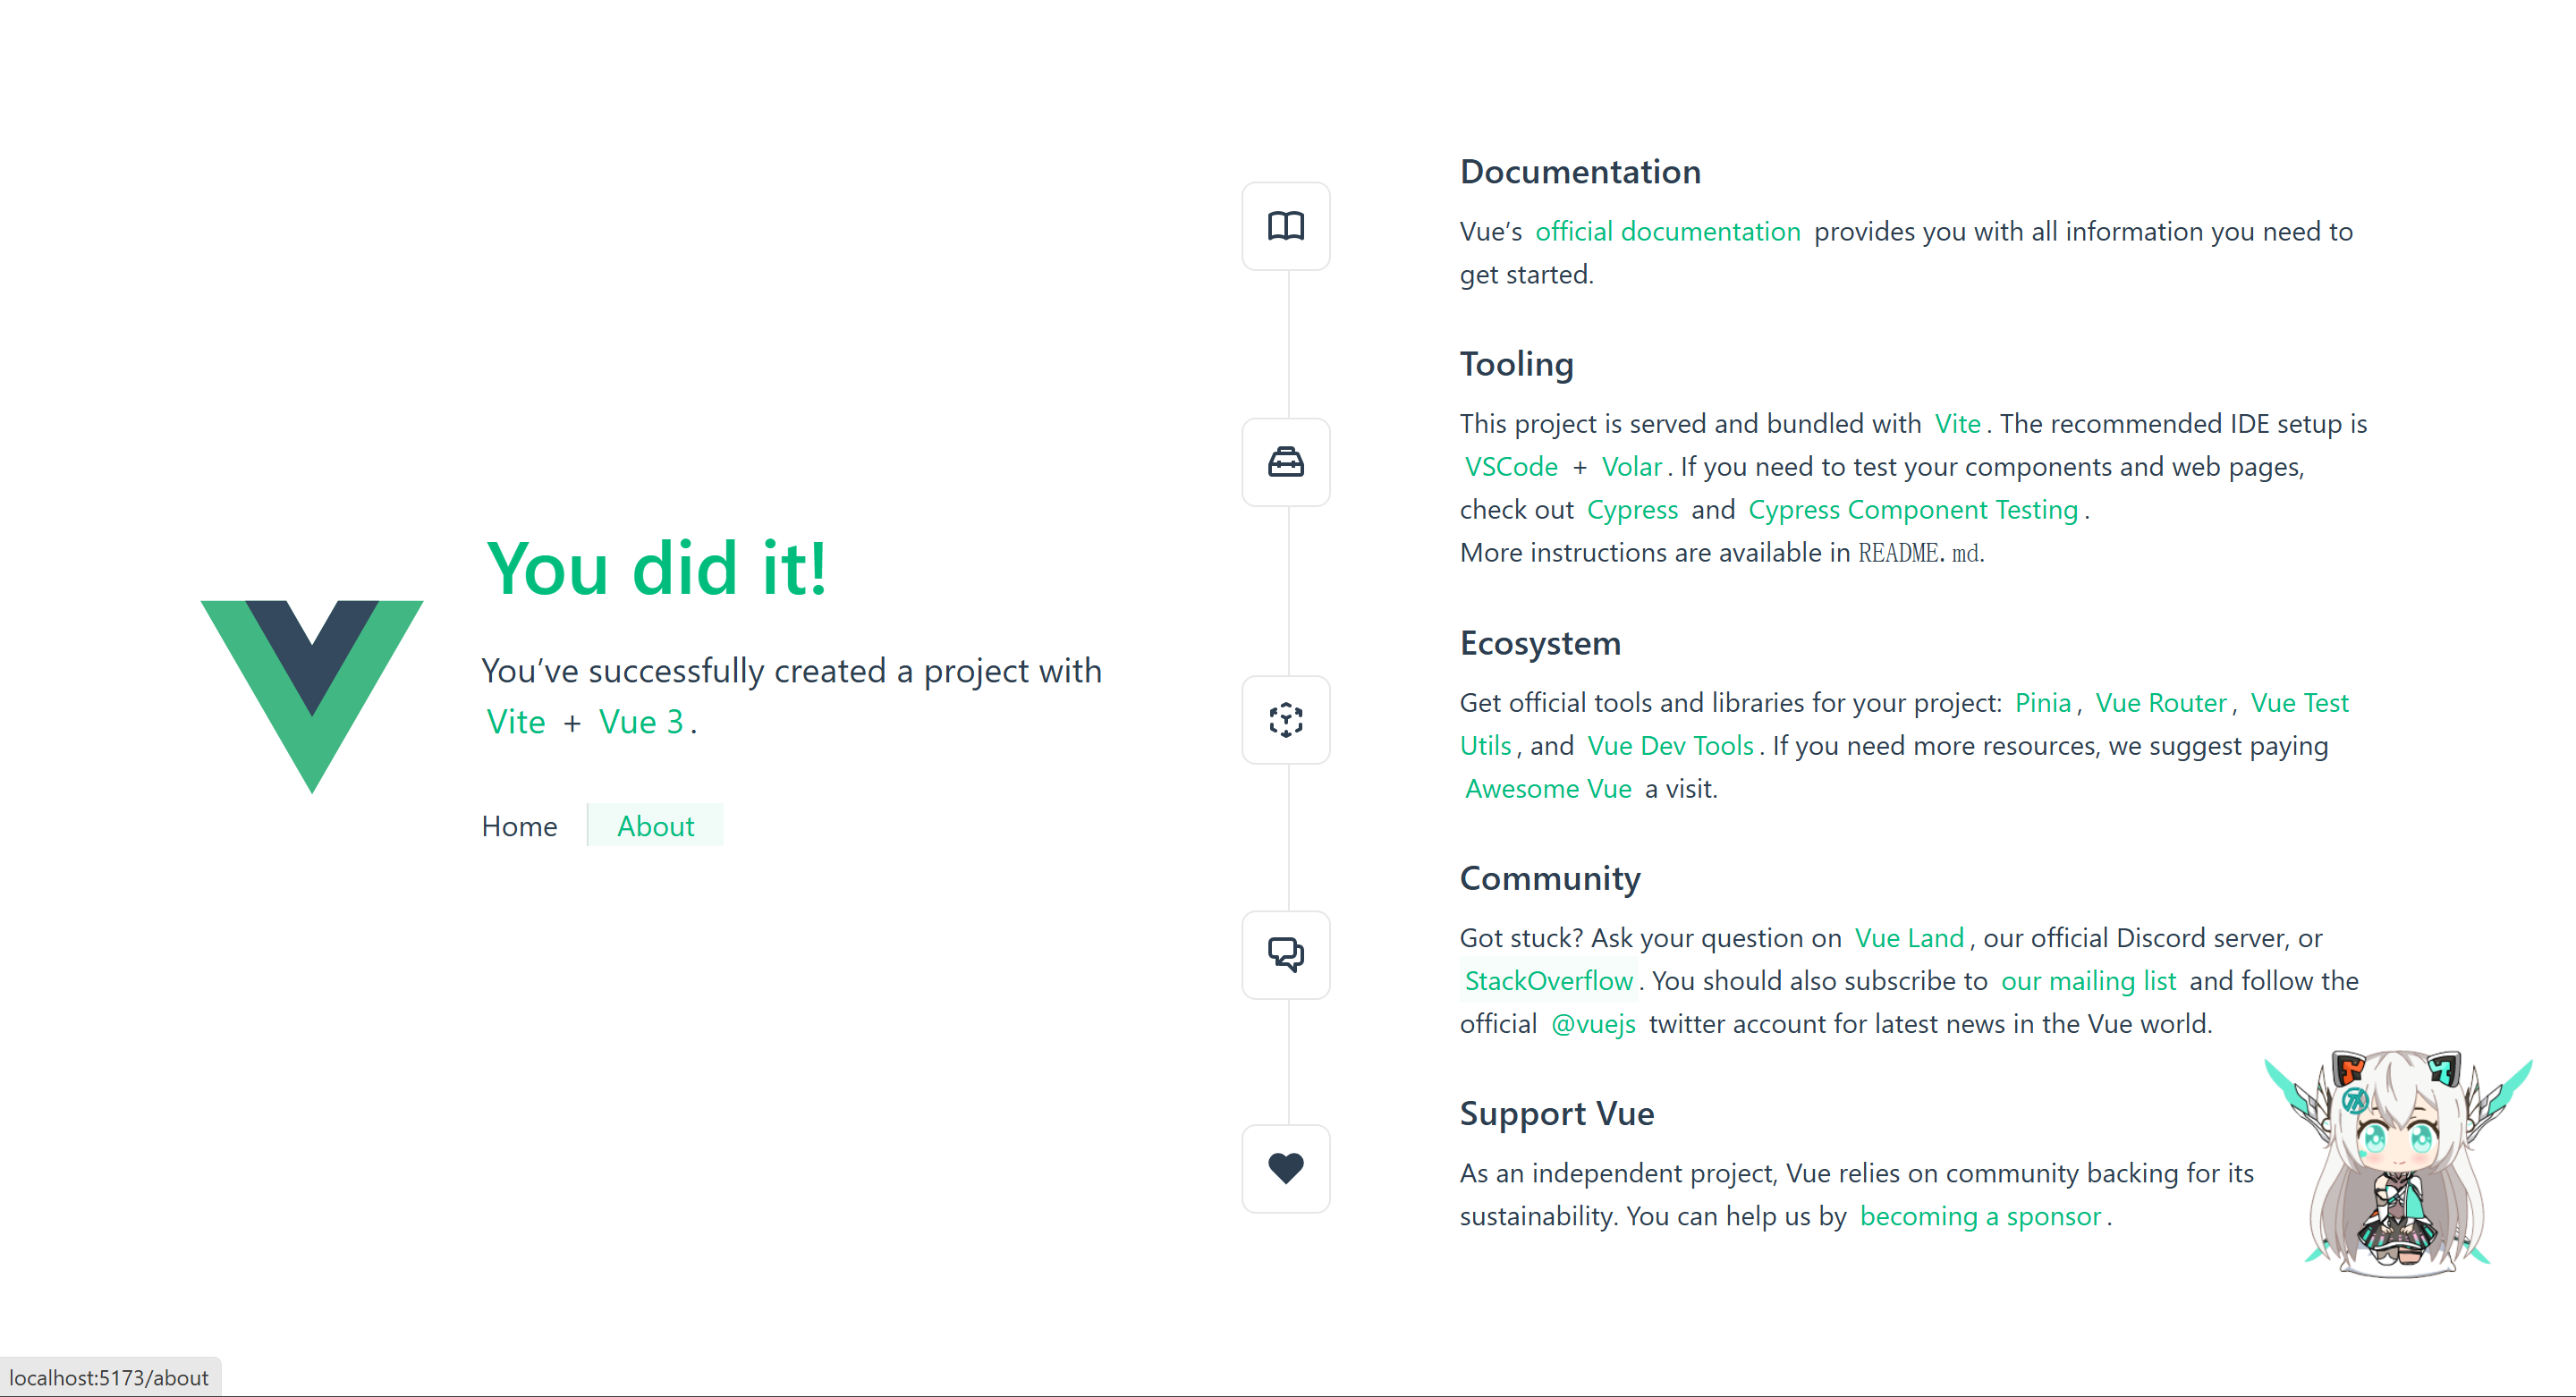 You did it!
You’ve successfully created a project with
Vite + Vue 3.
Home About
Documentation
Vue’s official documentation provides you with all information you need to
get started.
Tooling
This project is served and bundled with Vite. The recommended IDE setup is
VSCode + Volar. If you need to test your components and web pages,
check out Cypress and Cypress Component Testing.
More instructions are available in README.md.
Ecosystem
Get official tools and libraries for your project: Pinia, Vue Router, Vue Test
Utils, and Vue Dev Tools. If you need more resources, we suggest paying
Awesome Vue a visit.
Community
Got stuck? Ask your question on Vue Land, our official Discord server, or
StackOverflow. You should also subscribe to our mailing list and follow the
official @vuejs twitter account for latest news in the Vue world.
Support Vue
As an independent project, Vue relies on community backing for its
sustainability. You can help us by becoming a sponsor.
localhost:5173/about